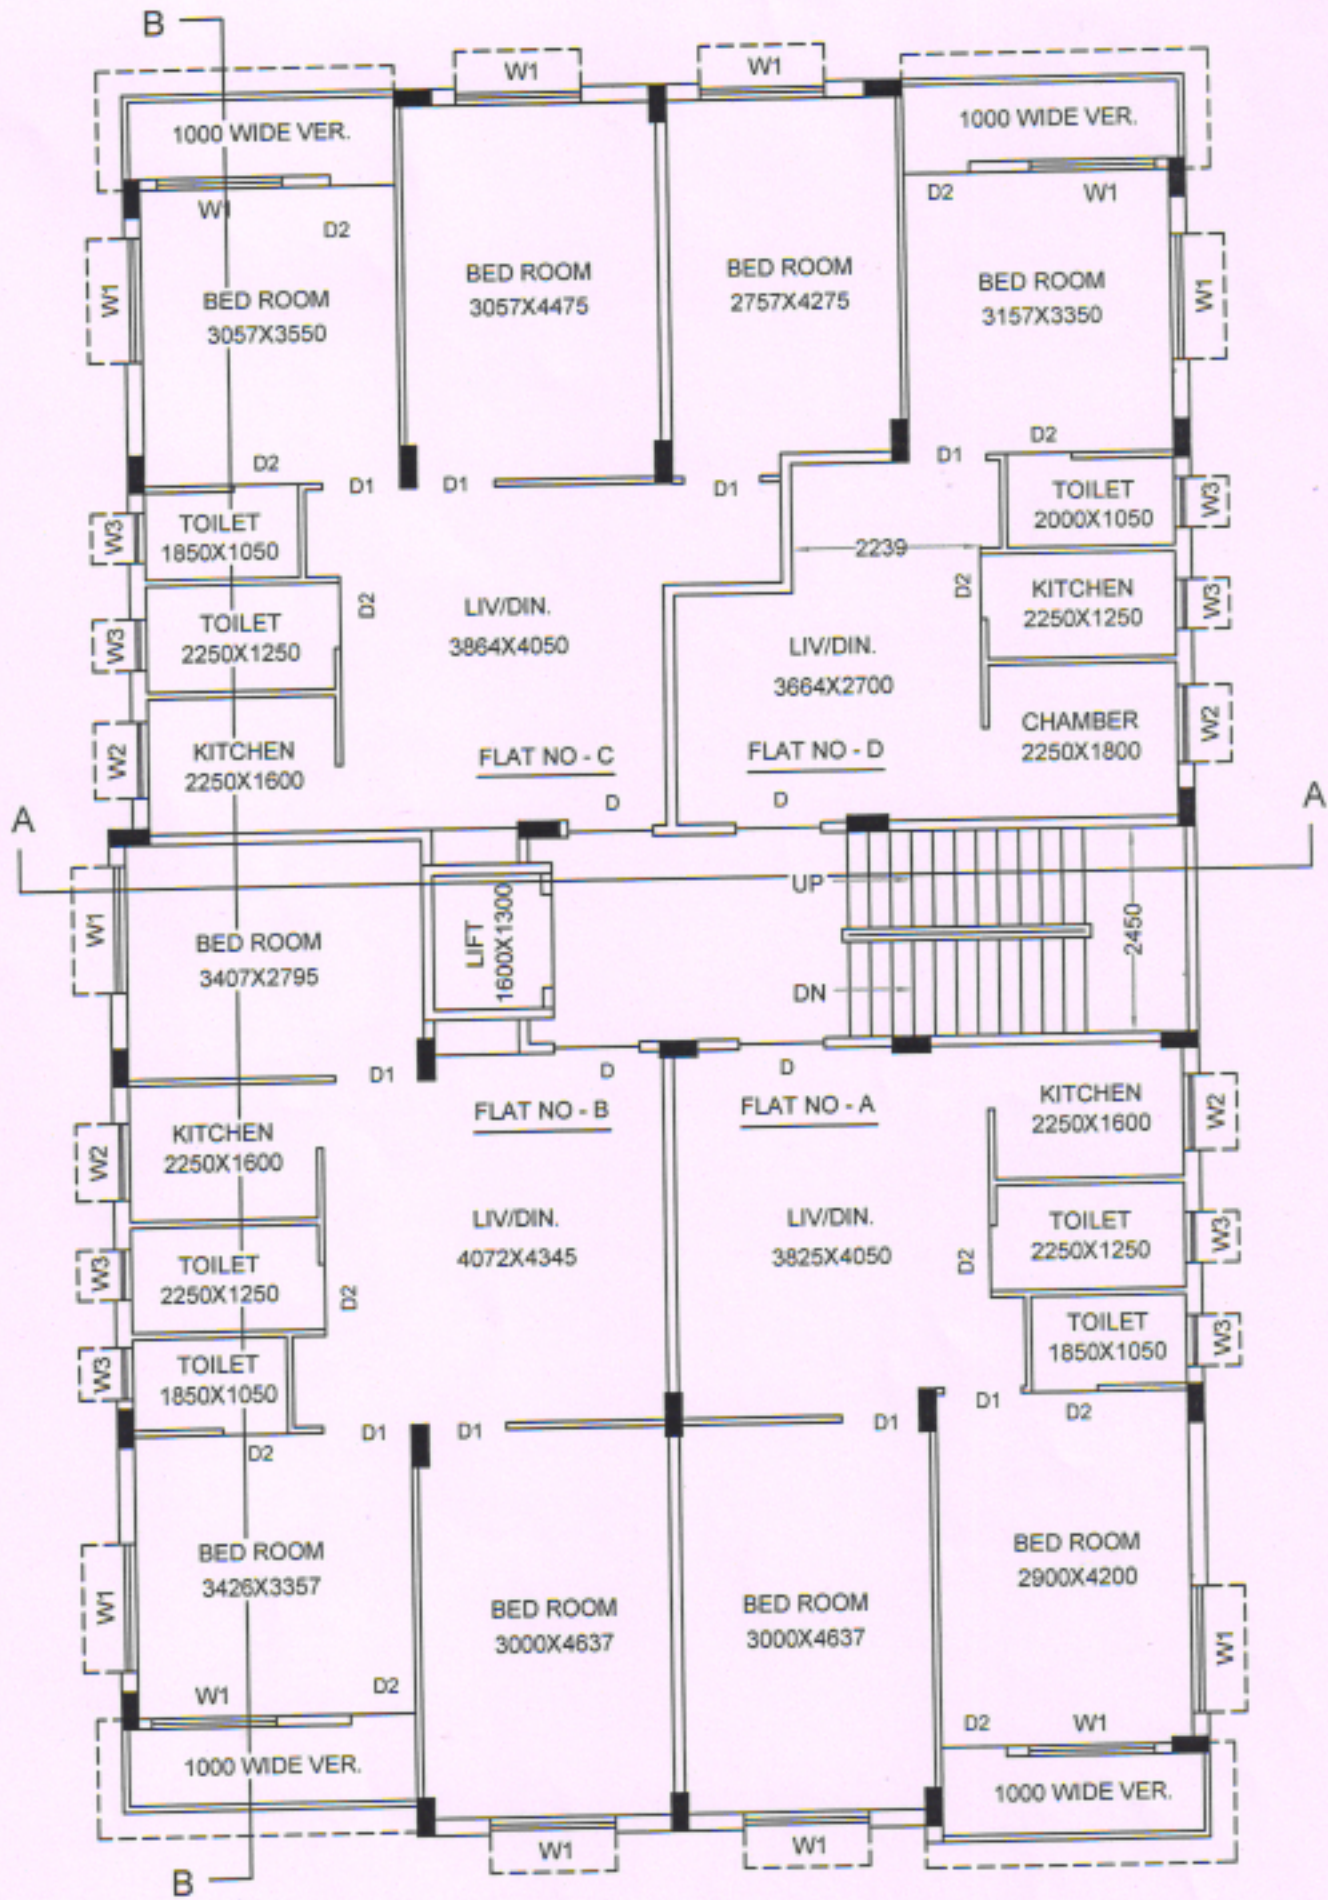 B
W1
W1
1000 WIDE VER.
1000 WIDE VER.
W1
D2
D2
W1
W1
BED ROOM
3057X3550
BED ROOM
3057X4475
BED ROOM
2757X4275
BED ROOM
3157X3350
W1
D2
D1
D1
D1
D1
D2
W3
TOILET
1850X1050
TOILET
2000X1050
W3
2239
W3
TOILET
2250X1250
D2
LIV/DIN.
3864X4050
D2
KITCHEN
2250X1250
W3
LIV/DIN.
3664X2700
W2
KITCHEN
2250X1600
FLAT NO - C
FLAT NO - D
CHAMBER
2250X1800
W2
D
D
A
A
W1
BED ROOM
3407X2795
LIFT
1600X1300
UP
DN
2450
D1
D
D
FLAT NO - B
FLAT NO - A
KITCHEN
2250X1600
W2
W2
KITCHEN
2250X1600
LIV/DIN.
4072X4345
LIV/DIN.
3825X4050
TOILET
2250X1250
W3
W3
TOILET
2250X1250
D2
D2
W3
TOILET
1850X1050
TOILET
1850X1050
W3
D2
D1
D1
D1
D1
D2
W1
BED ROOM
3426X3357
BED ROOM
3000X4637
BED ROOM
3000X4637
BED ROOM
2900X4200
W1
W1
D2
D2
W1
1000 WIDE VER.
1000 WIDE VER.
W1
W1
B